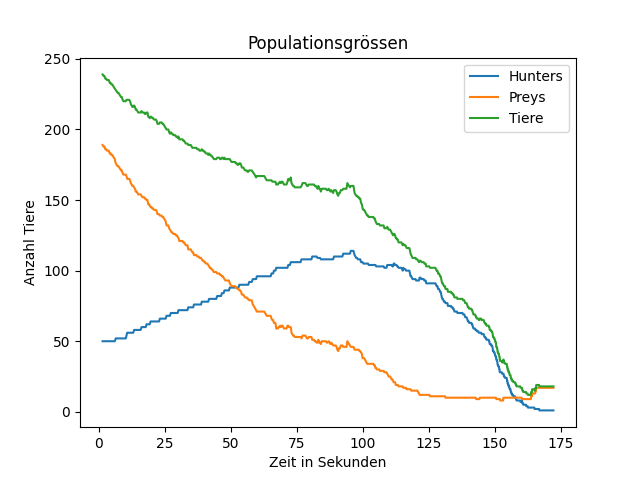 Populationsgrössen
Hunters
Preys
Tiere
Anzahl Tiere
250
200
150
100
50
0
0 25 50 75 100 125 150 175
Zeit in Sekunden